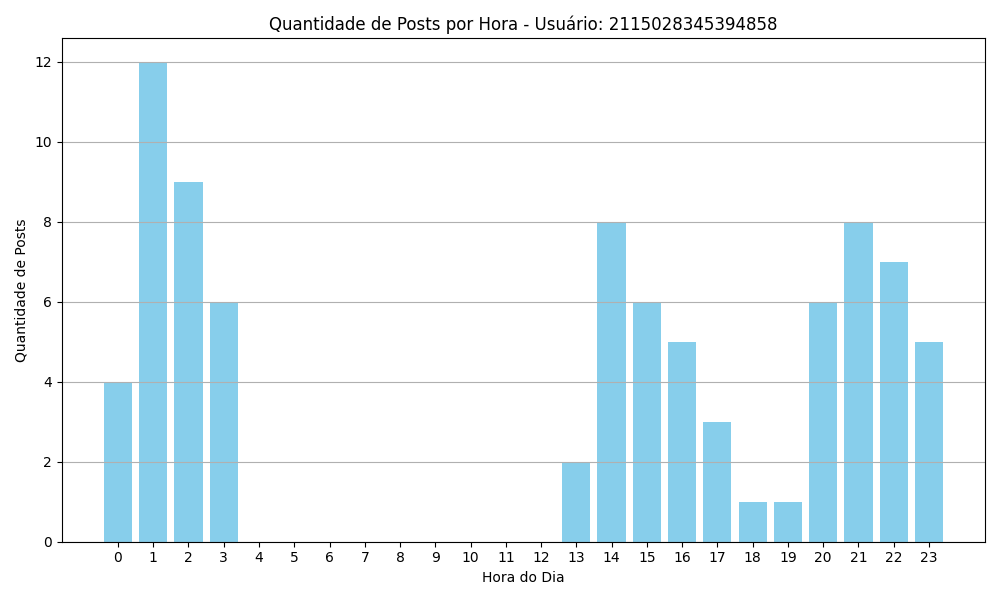 Quantidade de Posts por Hora - Usuário: 2115028345394858
Quantidade de Posts
12
10
8
6
4
2
0
0 1 2 3 4 5 6 7 8 9 10 11 12 13 14 15 16 17 18 19 20 21 22 23
Hora do Dia